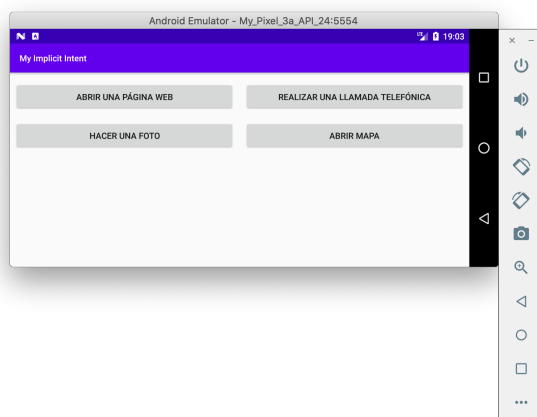 Android Emulator - My_Pixel_3a_API_24:5554
LTE 19:03
My Implicit Intent
ABRIR UNA PÁGINA WEB
REALIZAR UNA LLAMADA TELEFÓNICA
HACER UNA FOTO
ABRIR MAPA